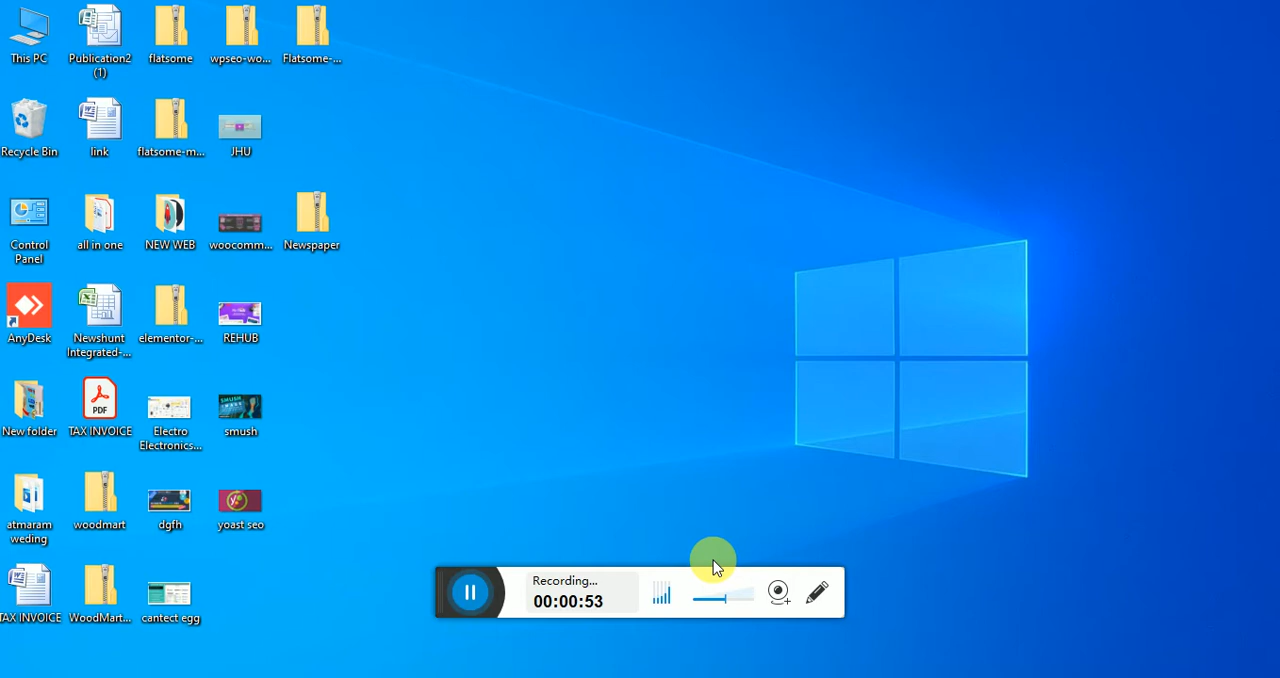 This PC
Publication2
(1)
flatsome
wpseo-wo...
Flatsome-...
Recycle Bin
link
flatsome-m...
JHU
Control
Panel
all in one
NEW WEB
woocomm...
Newspaper
AnyDesk
Newshunt
Integrated-...
elementor-...
REHUB
New folder
PDF
TAX INVOICE
Electro
Electronics...
SMUSH
smush
atmaram
weding
woodmart
dgfh
yoast seo
TAX INVOICE
WoodMart...
cantect egg
Recording...
00:00:53